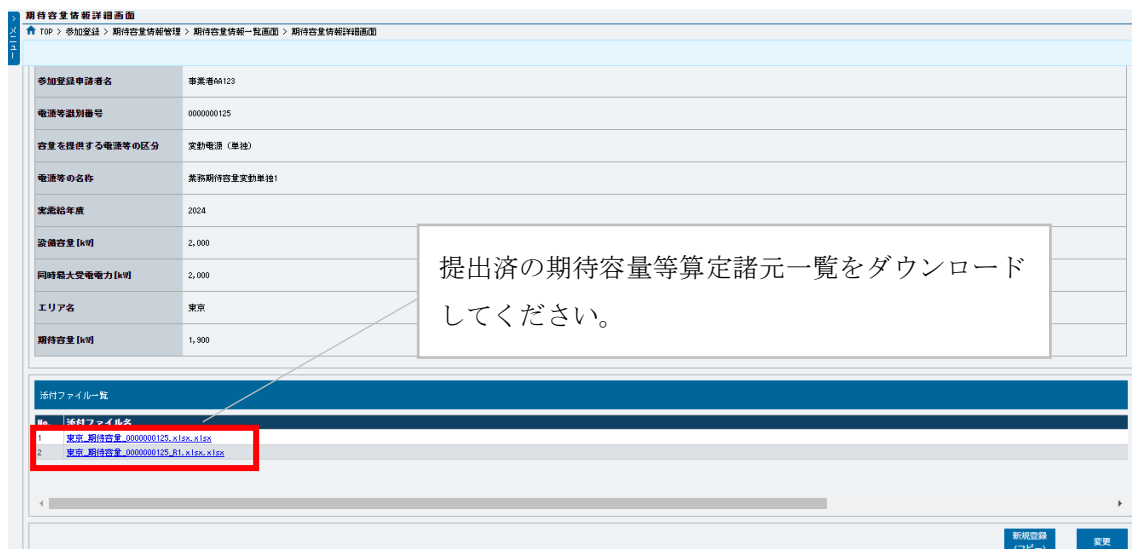 期待容量情報詳細画面
メニュー
TOP > 参加登録 > 期待容量情報管理 > 期待容量情報一覧画面 > 期待容量情報詳細画面
参加登録申請者名 事業者AA123
電源等識別番号 0000000125
容量を提供する電源等の区分 変動電源（単独）
電源等の名称 業務期待容量変動単独1
実需給年度 2024
設備容量[kW] 2,000
同時最大受電電力[kW] 2,000
エリア名 東京
期待容量[kW] 1,900
提出済の期待容量等算定諸元一覧をダウンロード
してください。
添付ファイル一覧
No. 添付ファイル名
1 東京_期待容量_0000000125.xlsx.xlsx
2 東京_期待容量_0000000125_R1.xlsx.xlsx
新規登録
(コピー)
変更